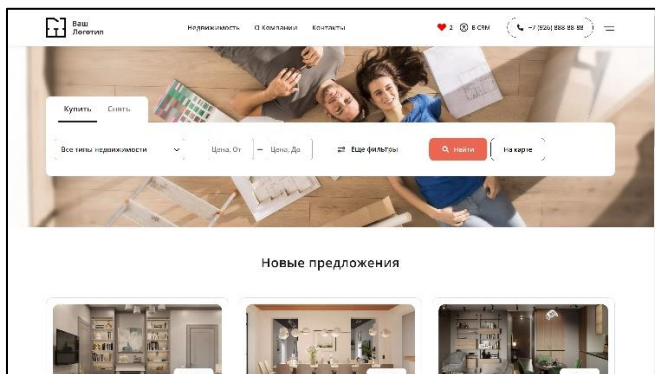 Ваш
Логотип
Недвижимость О Компании Контакты
2 В CRM +7 (926) 888-88-88
Купить Снять
Все типы недвижимости Цена, От – Цена, До Еще фильтры Найти На карте
Новые предложения